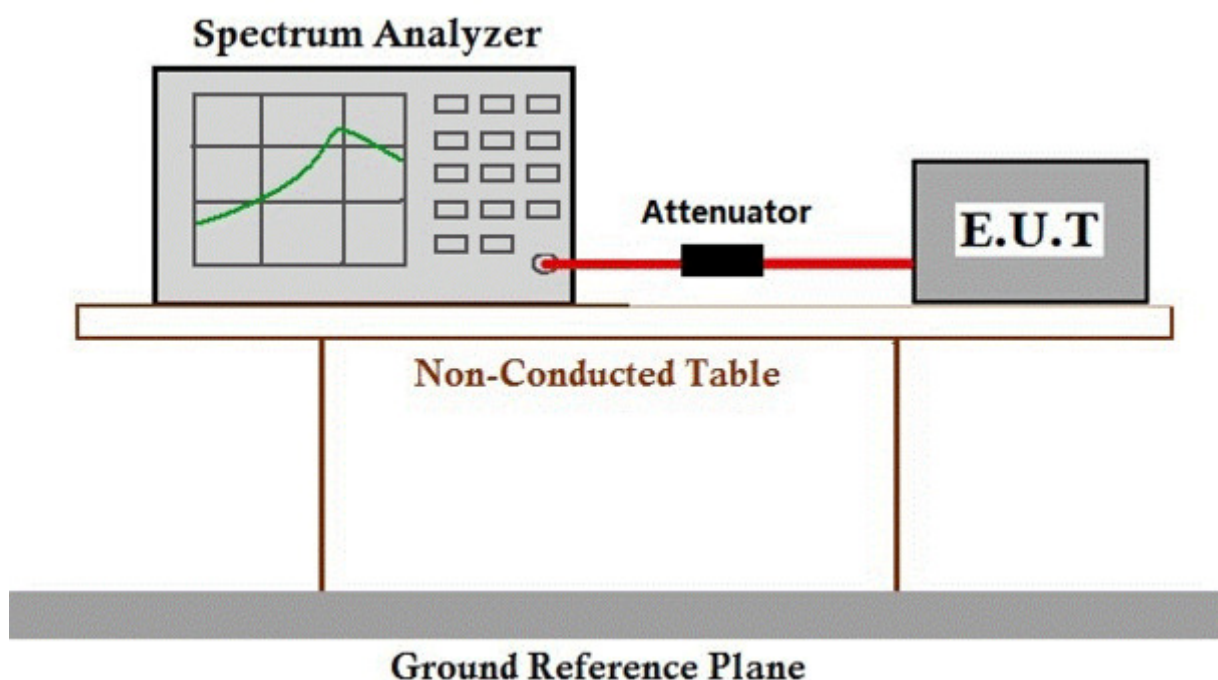 Spectrum Analyzer
Attenuator
E.U.T
Non-Conducted Table
Ground Reference Plane